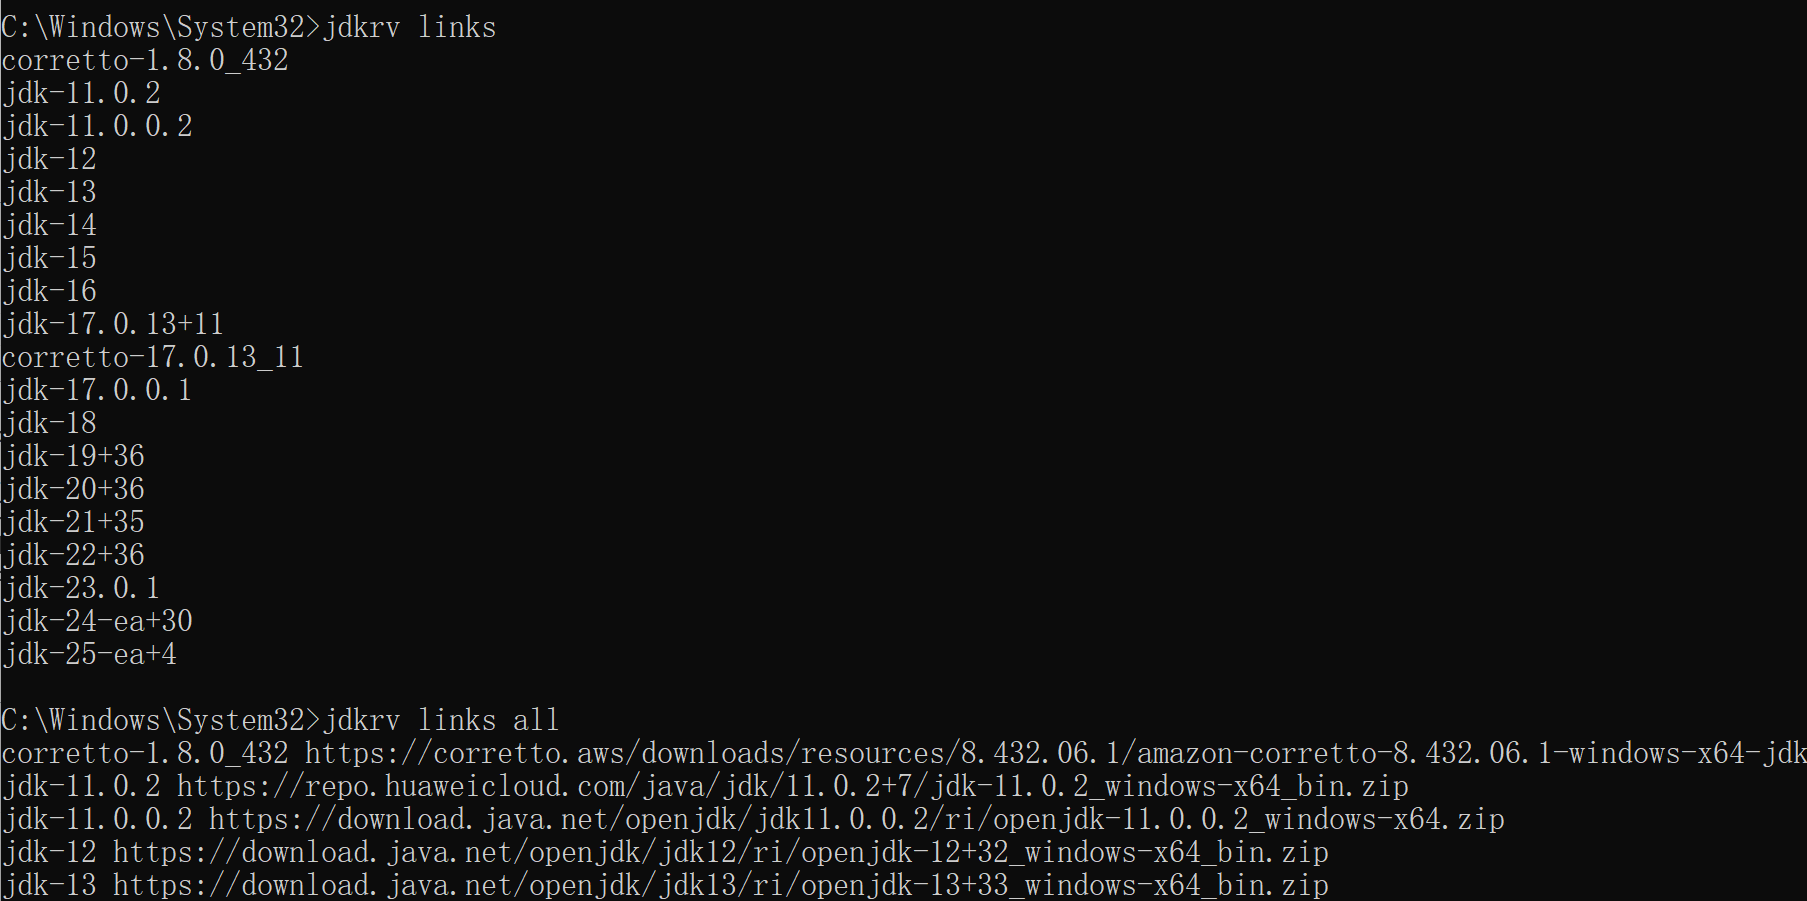 C:\Windows\System32>jdkrv links
corretto-1.8.0_432
jdk-11.0.2
jdk-11.0.0.2
jdk-12
jdk-13
jdk-14
jdk-15
jdk-16
jdk-17.0.13+11
corretto-17.0.13_11
jdk-17.0.0.1
jdk-18
jdk-19+36
jdk-20+36
jdk-21+35
jdk-22+36
jdk-23.0.1
jdk-24-ea+30
jdk-25-ea+4
C:\Windows\System32>jdkrv links all
corretto-1.8.0_432 https://corretto.aws/downloads/resources/8.432.06.1/amazon-corretto-8.432.06.1-windows-x64-jdk
jdk-11.0.2 https://repo.huaweicloud.com/java/jdk/11.0.2+7/jdk-11.0.2_windows-x64_bin.zip
jdk-11.0.0.2 https://download.java.net/openjdk/jdk11.0.0.2/ri/openjdk-11.0.0.2_windows-x64.zip
jdk-12 https://download.java.net/openjdk/jdk12/ri/openjdk-12+32_windows-x64_bin.zip
jdk-13 https://download.java.net/openjdk/jdk13/ri/openjdk-13+33_windows-x64_bin.zip